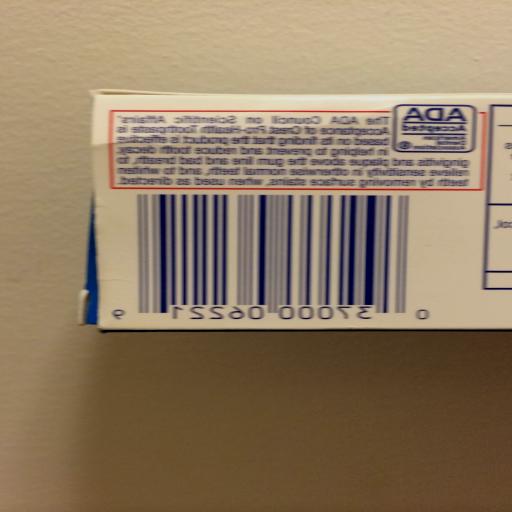 The ADA Council on Scientific Affairs'
Acceptance of Crest Pro-Health Toothpaste is
based on its finding that the product is effective
in helping to prevent and reduce tooth decay,
gingivitis and plaque above the gum line and bad breath, to
relieve sensitivity in otherwise normal teeth, and to whiten
teeth by removing surface stains, when used as directed.
ADA
Accepted
American
Dental
Association
®
0 37000 06221 9